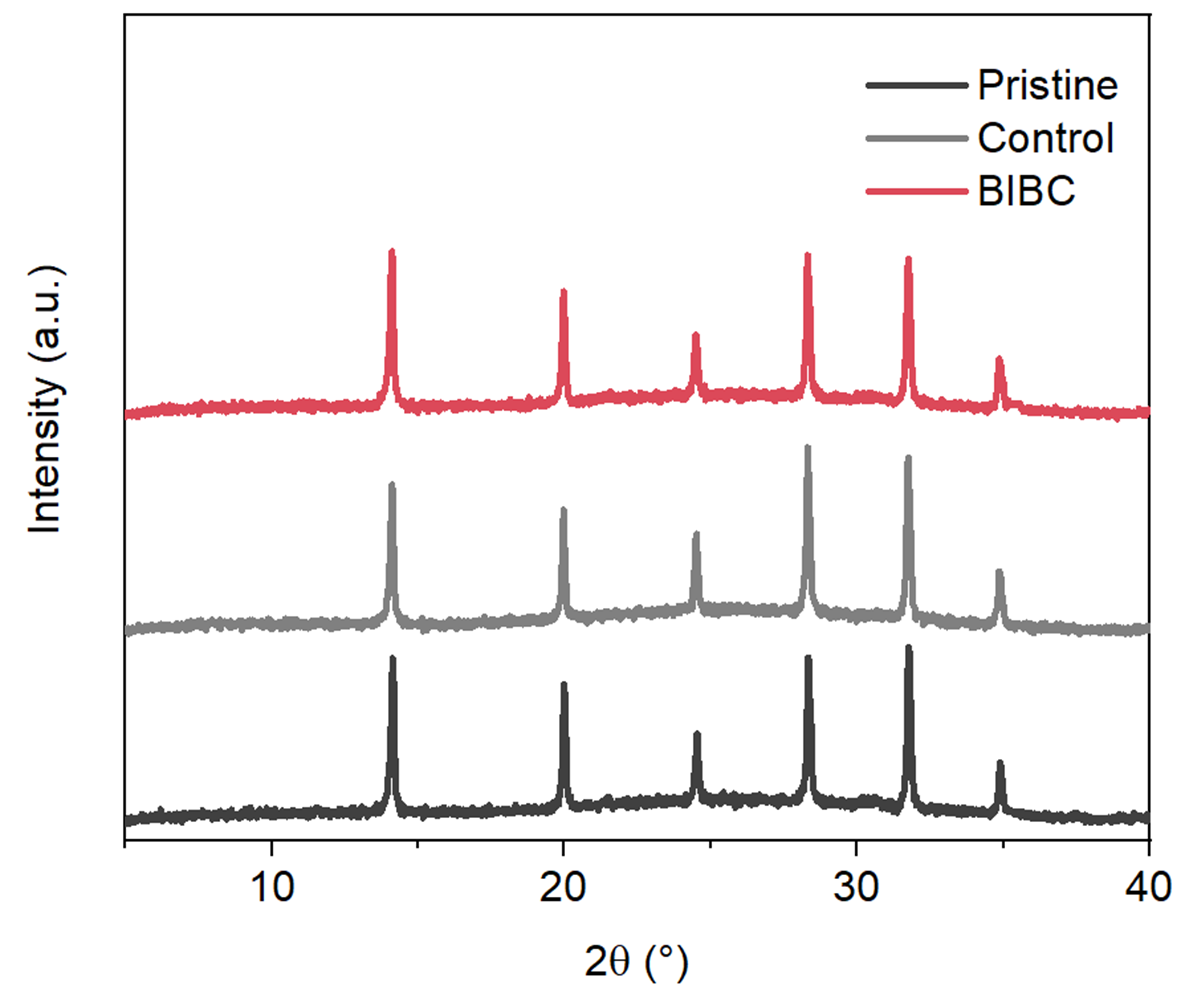 Pristine
Control
BIBC
Intensity (a.u.)
10
20
30
40
2θ (°)